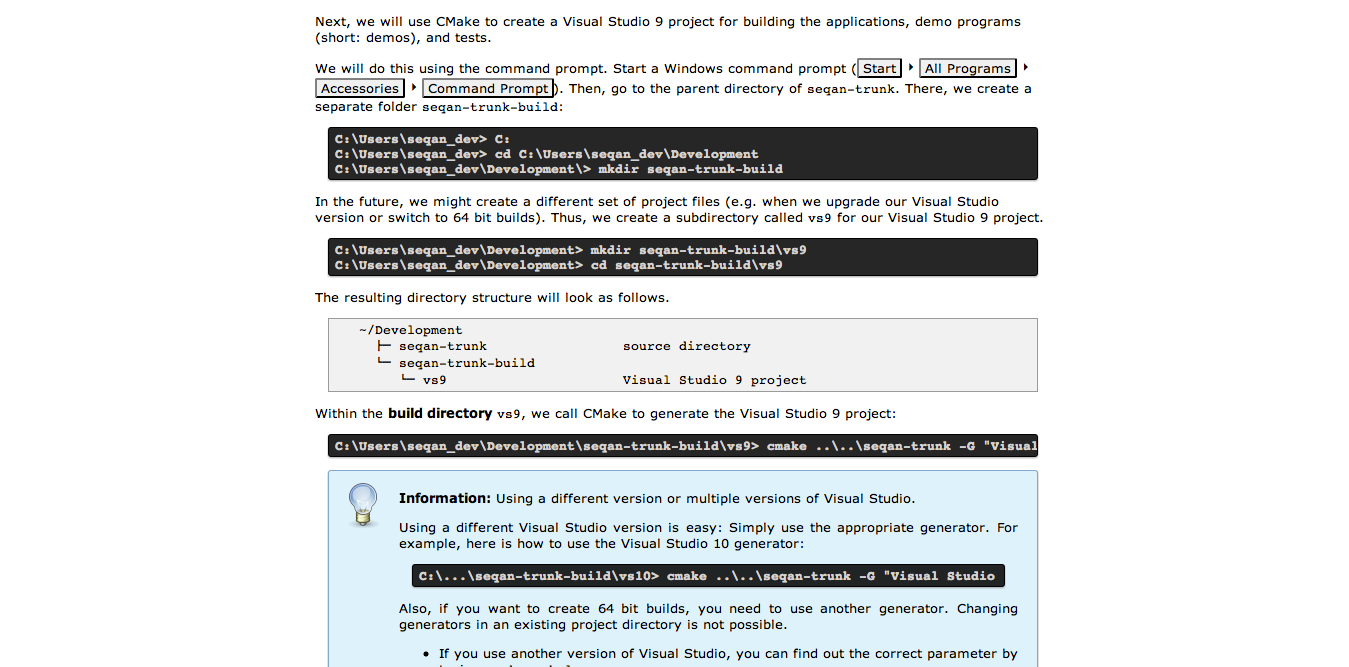 Next, we will use CMake to create a Visual Studio 9 project for building the applications, demo programs
(short: demos), and tests.
We will do this using the command prompt. Start a Windows command prompt (Start ‣ All Programs ‣
Accessories ‣ Command Prompt). Then, go to the parent directory of seqan-trunk. There, we create a
separate folder seqan-trunk-build:
C:\Users\seqan_dev> C:
C:\Users\seqan_dev> cd C:\Users\seqan_dev\Development
C:\Users\seqan_dev\Development\> mkdir seqan-trunk-build
In the future, we might create a different set of project files (e.g. when we upgrade our Visual Studio
version or switch to 64 bit builds). Thus, we create a subdirectory called vs9 for our Visual Studio 9 project.
C:\Users\seqan_dev\Development> mkdir seqan-trunk-build\vs9
C:\Users\seqan_dev\Development> cd seqan-trunk-build\vs9
The resulting directory structure will look as follows.
~/Development
├─ seqan-trunk source directory
└─ seqan-trunk-build
└─ vs9 Visual Studio 9 project
Within the build directory vs9, we call CMake to generate the Visual Studio 9 project:
C:\Users\seqan_dev\Development\seqan-trunk-build\vs9> cmake ..\..\seqan-trunk -G "Visual
Information: Using a different version or multiple versions of Visual Studio.
Using a different Visual Studio version is easy: Simply use the appropriate generator. For
example, here is how to use the Visual Studio 10 generator:
C:\...\seqan-trunk-build\vs10> cmake ..\..\seqan-trunk -G "Visual Studio
Also, if you want to create 64 bit builds, you need to use another generator. Changing
generators in an existing project directory is not possible.
• If you use another version of Visual Studio, you can find out the correct parameter by